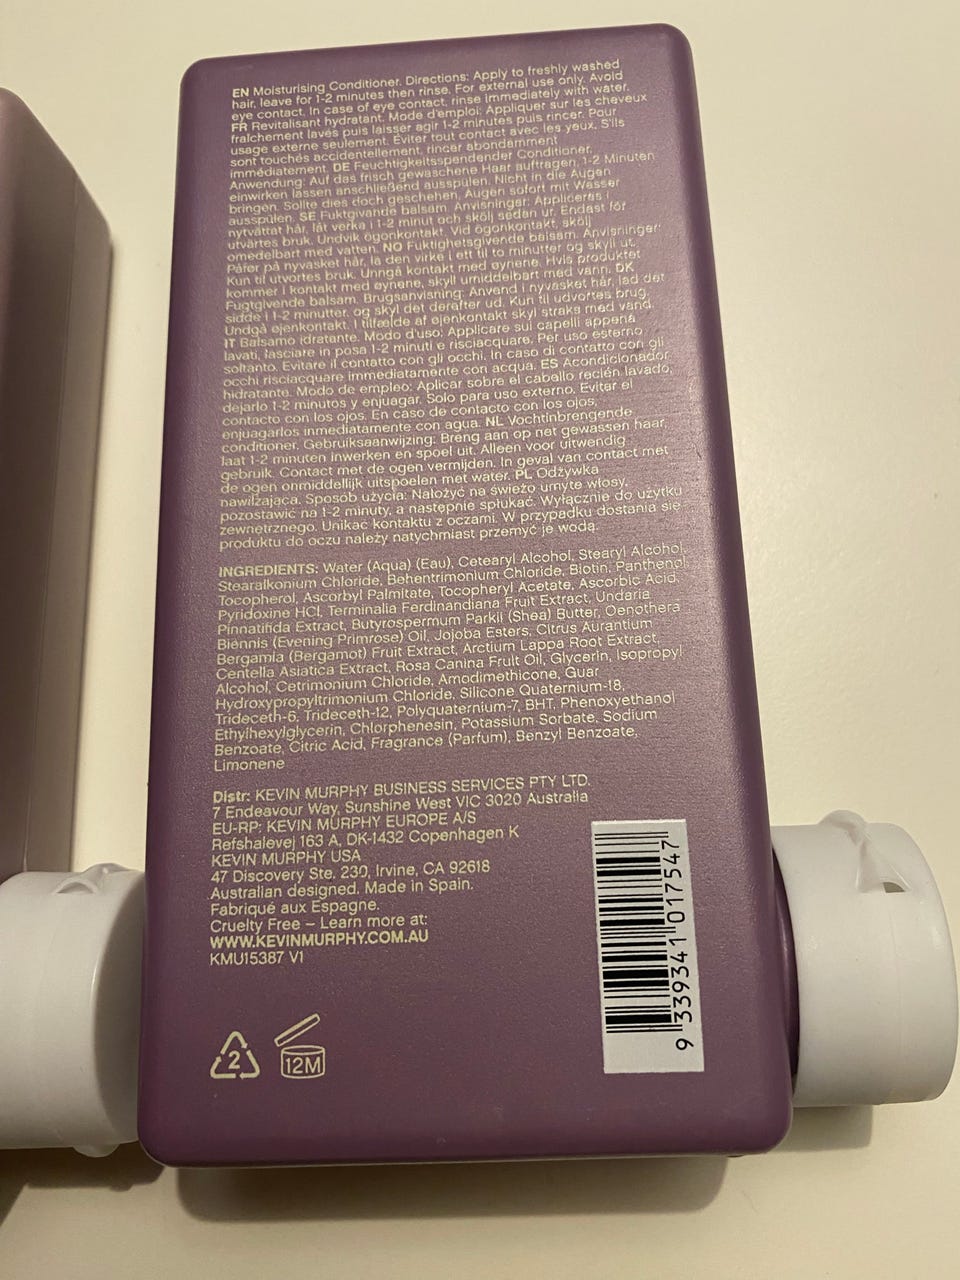 EN Moisturising Conditioner. Directions: Apply to freshly washed
hair, leave for 1-2 minutes then rinse. For external use only. Avoid
eye contact. In case of eye contact, rinse immediately with water.
FR Revitalisant hydratant. Mode d'emploi: Appliquer sur les cheveux
fraîchement lavés puis laisser agir 1-2 minutes puis rincer. Pour
usage externe seulement. Éviter tout contact avec les yeux. S'ils
sont touchés accidentellement, rincer abondamment
immédiatement. DE Feuchtigkeitsspendender Conditioner.
Anwendung: Auf das frisch gewaschene Haar auftragen, 1-2 Minuten
einwirken lassen anschließend ausspülen. Nicht in die Augen
bringen. Sollte dies doch geschehen, Augen sofort mit Wasser
ausspülen. SE Fuktgivande balsam. Anvisningar: Appliceras i
nytvättat hår, låt verka i 1-2 minut och skölj sedan ur. Endast för
utvärtes bruk. Undvik ögonkontakt. Vid ögonkontakt, skölj
omedelbart med vatten. NO Fuktighetsgivende balsam. Anvisninger:
Påfør på nyvasket hår, la den virke i ett til to minutter og skyll ut.
Kun til utvortes bruk. Unngå kontakt med øynene. Hvis produktet
kommer i kontakt med øynene, skyll umiddelbart med vann. DK
Fugtgivende balsam. Brugsanvisning: Anvend i nyvasket hår, lad det
sidde i 1-2 minutter, og skyl det derefter ud. Kun til udvortes brug.
Undgå øjenkontakt. I tilfælde af øjenkontakt skyl straks med vand.
IT Balsamo idratante. Modo d'uso: Applicare sul capelli appena
lavati, lasciare in posa 1-2 minuti e risciacquare. Per uso esterno
soltanto. Evitare il contatto con gli occhi. In caso di contatto con gli
occhi risciacquare immediatamente con acqua. ES Acondicionador
hidratante. Modo de empleo: Aplicar sobre el cabello recién lavado,
dejarlo 1-2 minutos y enjuagar. Solo para uso externo. Evitar el
contacto con los ojos. En caso de contacto con los ojos,
enjuagarlos inmediatamente con agua. NL Vochtinbrengende
conditioner. Gebruiksaanwijzing: Breng aan op net gewassen haar,
laat 1-2 minuten inwerken en spoel uit. Alleen voor uitwendig
gebruik. Contact met de ogen vermijden. In geval van contact met
de ogen onmiddellijk uitspoelen met water. PL Odżywka
nawilżająca. Sposób użycia: Nałożyć na świeżo umyte włosy,
pozostawić na 1-2 minuty, a następnie spłukać. Wyłącznie do użytku
zewnętrznego. Unikać kontaktu z oczami. W przypadku dostania się
produktu do oczu należy natychmiast przemyć je wodą.
INGREDIENTS: Water (Aqua) (Eau), Cetearyl Alcohol, Stearyl Alcohol,
Stearalkonium Chloride, Behentrimonium Chloride, Biotin, Panthenol,
Tocopherol, Ascorbyl Palmitate, Tocopheryl Acetate, Ascorbic Acid,
Pyridoxine HCl, Terminalia Ferdinandiana Fruit Extract, Undaria
Pinnatifida Extract, Butyrospermum Parkii (Shea) Butter, Oenothera
Biennis (Evening Primrose) Oil, Jojoba Esters, Citrus Aurantium
Bergamia (Bergamot) Fruit Extract, Arctium Lappa Root Extract,
Centella Asiatica Extract, Rosa Canina Fruit Oil, Glycerin, Isopropyl
Alcohol, Cetrimonium Chloride, Amodimethicone, Guar
Hydroxypropyltrimonium Chloride, Silicone Quaternium-18,
Trideceth-6, Trideceth-12, Polyquaternium-7, BHT, Phenoxyethanol
Ethylhexylglycerin, Chlorphenesin, Potassium Sorbate, Sodium
Benzoate, Citric Acid, Fragrance (Parfum), Benzyl Benzoate,
Limonene
Distr: KEVIN MURPHY BUSINESS SERVICES PTY LTD.
7 Endeavour Way, Sunshine West VIC 3020 Australia
EU-RP: KEVIN MURPHY EUROPE A/S
Refshalevej 163 A, DK-1432 Copenhagen K
KEVIN MURPHY USA
47 Discovery Ste. 230, Irvine, CA 92618
Australian designed. Made in Spain.
Fabriqué aux Espagne.
Cruelty Free – Learn more at:
WWW.KEVINMURPHY.COM.AU
KMU15387 V1
2
12M
9 339341 017547